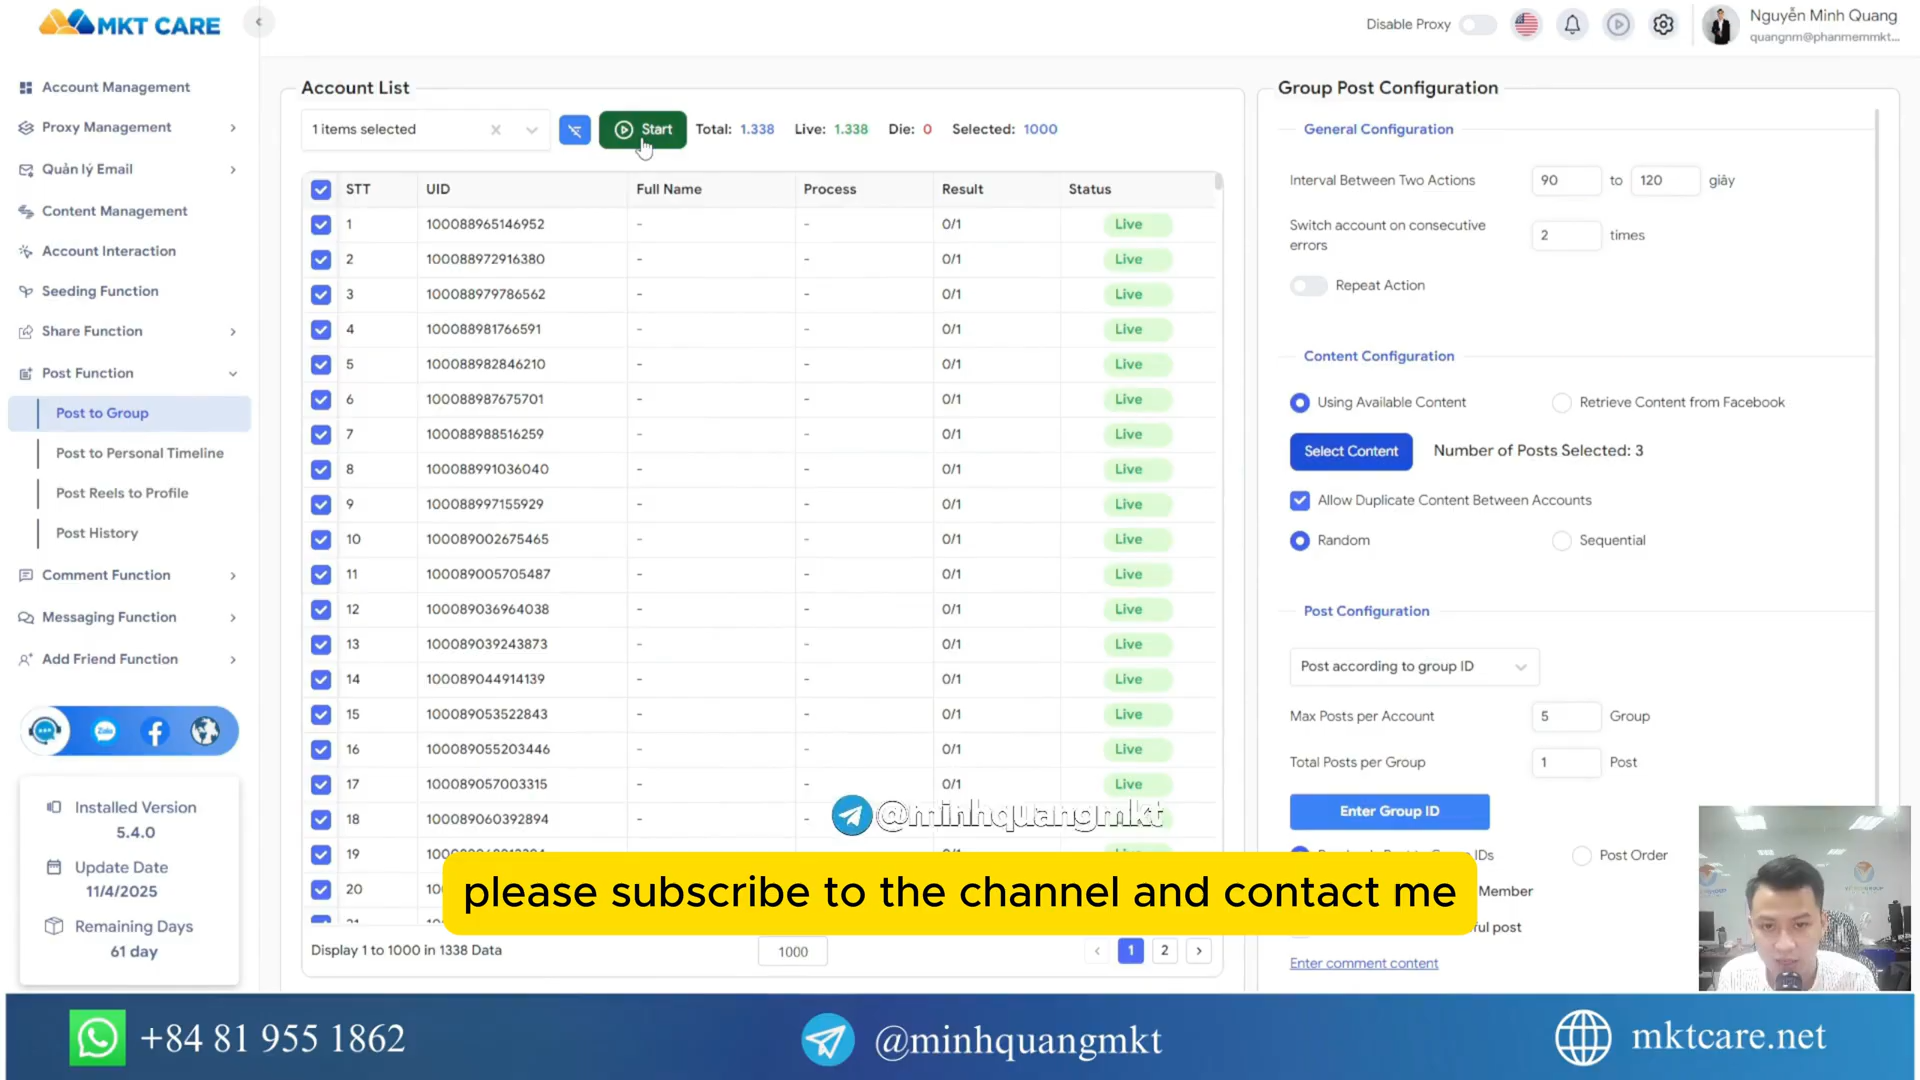 MKT CARE
Disable Proxy
Nguyễn Minh Quang
quangnm@phanmemmkt...
Account Management
Proxy Management
Quản lý Email
Content Management
Account Interaction
Seeding Function
Share Function
Post Function
Post to Group
Post to Personal Timeline
Post Reels to Profile
Post History
Comment Function
Messaging Function
Add Friend Function
Zalo
Installed Version
5.4.0
Update Date
11/4/2025
Remaining Days
61 day
Account List
1 items selected
Start
Total: 1.338 Live: 1.338 Die: 0 Selected: 1000
STT UID Full Name Process Result Status
1 100088965146952 - - 0/1 Live
2 100088972916380 - - 0/1 Live
3 100088979786562 - - 0/1 Live
4 100088981766591 - - 0/1 Live
5 100088982846210 - - 0/1 Live
6 100088987675701 - - 0/1 Live
7 100088988516259 - - 0/1 Live
8 100088991036040 - - 0/1 Live
9 100088997155929 - - 0/1 Live
10 100089002675465 - - 0/1 Live
11 100089005705487 - - 0/1 Live
12 100089036964038 - - 0/1 Live
13 100089039243873 - - 0/1 Live
14 100089044914139 - - 0/1 Live
15 100089053522843 - - 0/1 Live
16 100089055203446 - - 0/1 Live
17 100089057003315 - - 0/1 Live
18 100089060392894 -
19
20
Display 1 to 1000 in 1338 Data
1000
1 2
Group Post Configuration
General Configuration
Interval Between Two Actions 90 to 120 giây
Switch account on consecutive
errors
2 times
Repeat Action
Content Configuration
Using Available Content
Retrieve Content from Facebook
Select Content
Number of Posts Selected: 3
Allow Duplicate Content Between Accounts
Random
Sequential
Post Configuration
Post according to group ID
Max Posts per Account 5 Group
Total Posts per Group 1 Post
Enter Group ID
Post Order
Member
post
Enter comment content
@minhquangmkt
please subscribe to the channel and contact me
+84 81 955 1862
@minhquangmkt
mktcare.net